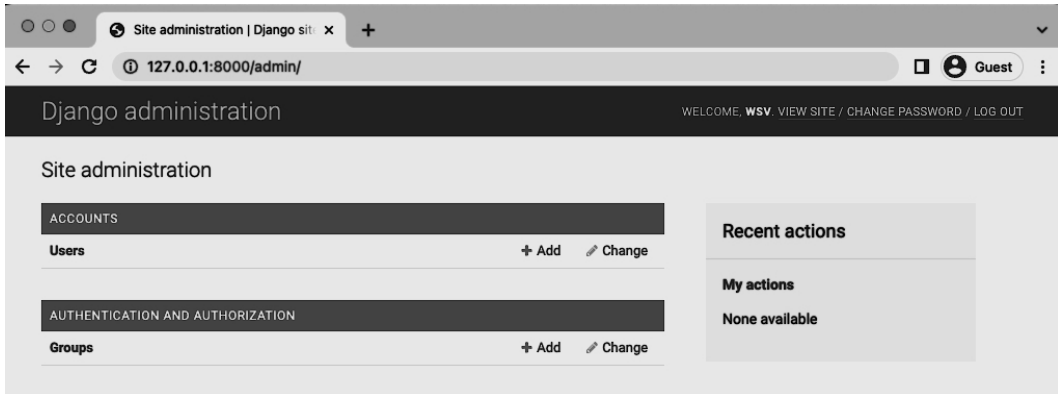 Site administration | Django sit
127.0.0.1:8000/admin/
Guest
Django administration
WELCOME, WSV. VIEW SITE / CHANGE PASSWORD / LOG OUT
Site administration
ACCOUNTS
Users + Add Change
AUTHENTICATION AND AUTHORIZATION
Groups + Add Change
Recent actions
My actions
None available